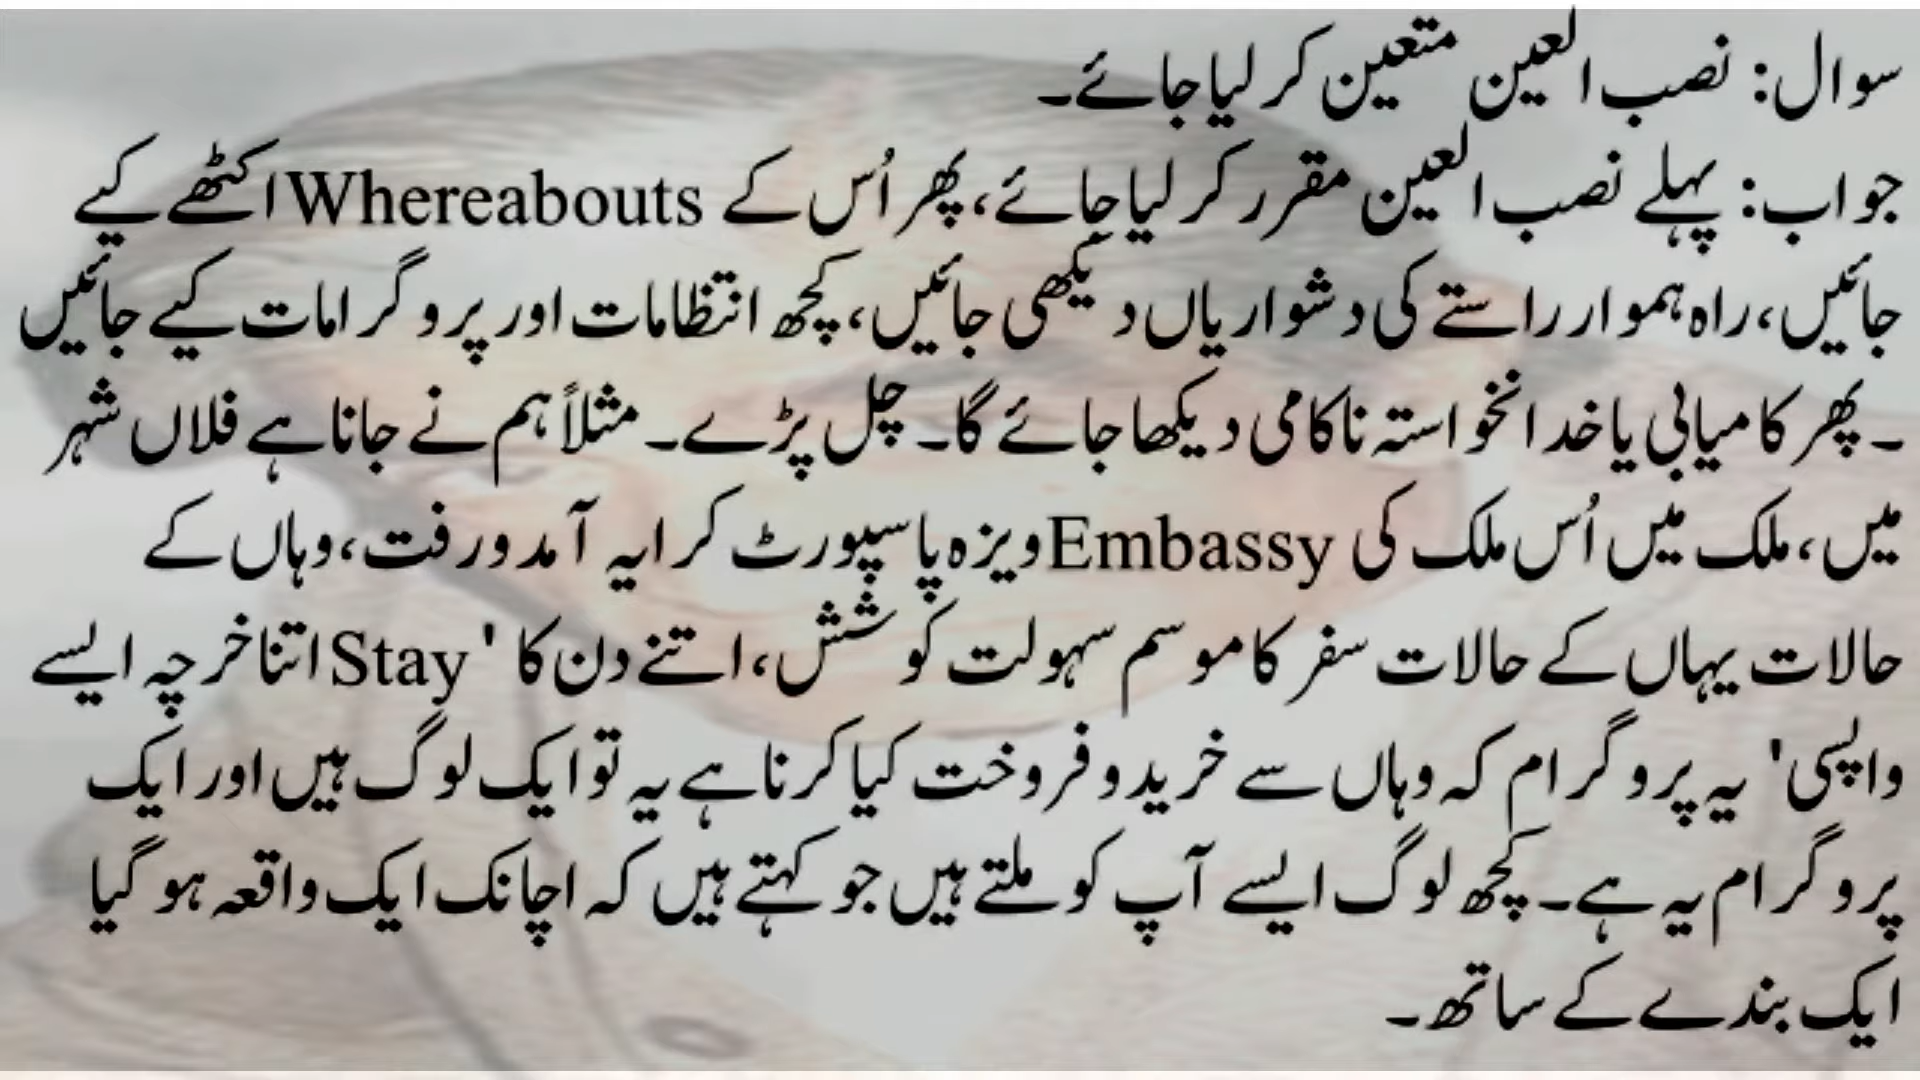 سوال: نصب العین متعین کر لیا جائے۔
جواب: پہلے نصب العین مقرر کر لیا جائے، پھر اُس کے Whereabouts اکٹھے کیے
جائیں، راہ ہموار راستے کی دشواریاں دیکھی جائیں، کچھ انتظامات اور پروگرامات کیے جائیں
۔ پھر کامیابی یا خدانخواستہ ناکامی دیکھا جائے گا۔ چل پڑے۔ مثلاً ہم نے جانا ہے فلاں شہر
میں، ملک میں اُس ملک کی Embassy ویزہ پاسپورٹ کرایہ آمدورفت، وہاں کے
حالات یہاں کے حالات سفر کا موسم سہولت کوشش، اتنے دن کا 'Stay اتنا خرچہ ایسے
واپسی' یہ پروگرام کہ وہاں سے خرید و فروخت کیا کرنا ہے یہ تو ایک لوگ ہیں اور ایک
پروگرام یہ ہے۔ کچھ لوگ ایسے آپ کو ملتے ہیں جو کہتے ہیں کہ اچانک ایک واقعہ ہو گیا
ایک بندے کے ساتھ۔